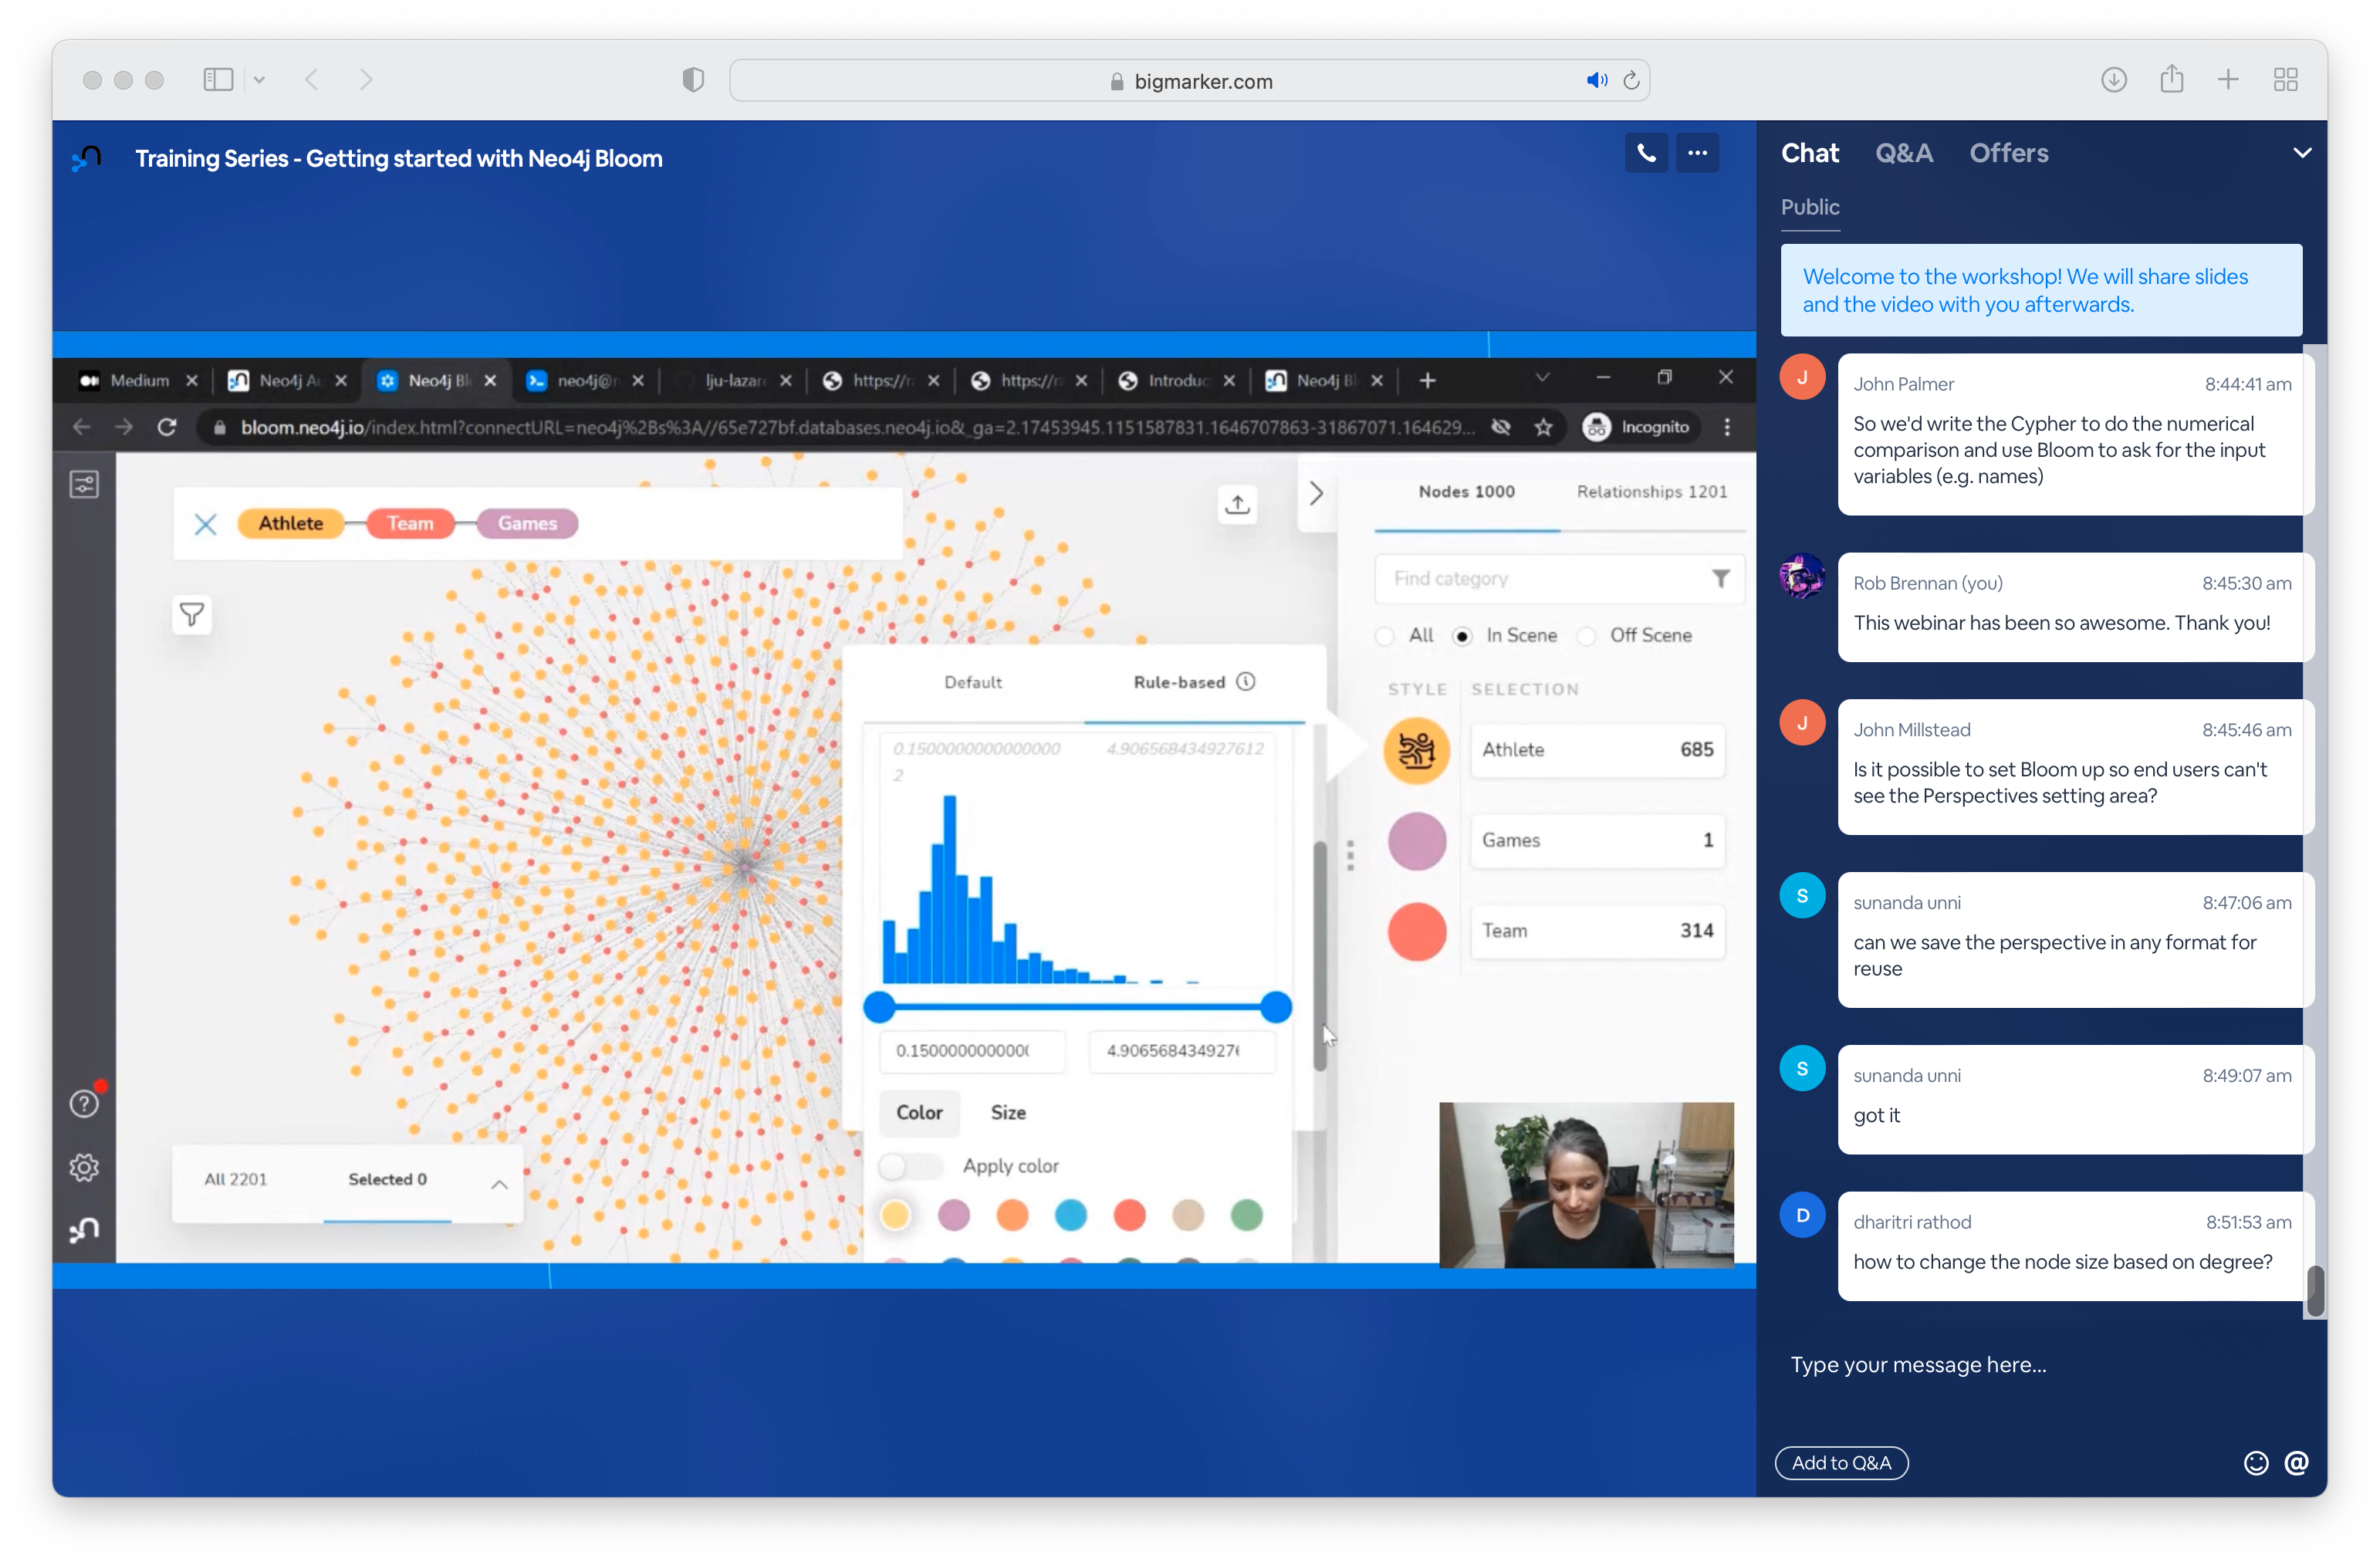 bigmarker.com
Training Series - Getting started with Neo4j Bloom
Medium
Neo4j Au
Neo4j Bl
neo4j@
lju-lazar
https://r
https://r
Introduc
Neo4j Bl
bloom.neo4j.io/index.html?connectURL=neo4j%2Bs%3A//65e727bf.databases.neo4j.io&_ga=2.17453945.1151587831.1646707863-31867071.164629...
Incognito
Athlete
Team
Games
Nodes 1000
Relationships 1201
Find category
All
In Scene
Off Scene
STYLE
SELECTION
Athlete 685
Games 1
Team 314
Default
Rule-based
0.1500000000000000
2
4.906568434927612
0.150000000000
4.906568434927
Color
Size
Apply color
All 2201
Selected 0
Chat
Q&A
Offers
Public
Welcome to the workshop! We will share slides
and the video with you afterwards.
J
John Palmer 8:44:41 am
So we'd write the Cypher to do the numerical
comparison and use Bloom to ask for the input
variables (e.g. names)
Rob Brennan (you) 8:45:30 am
This webinar has been so awesome. Thank you!
J
John Millstead 8:45:46 am
Is it possible to set Bloom up so end users can't
see the Perspectives setting area?
S
sunanda unni 8:47:06 am
can we save the perspective in any format for
reuse
S
sunanda unni 8:49:07 am
got it
D
dharitri rathod 8:51:53 am
how to change the node size based on degree?
Type your message here...
Add to Q&A
@